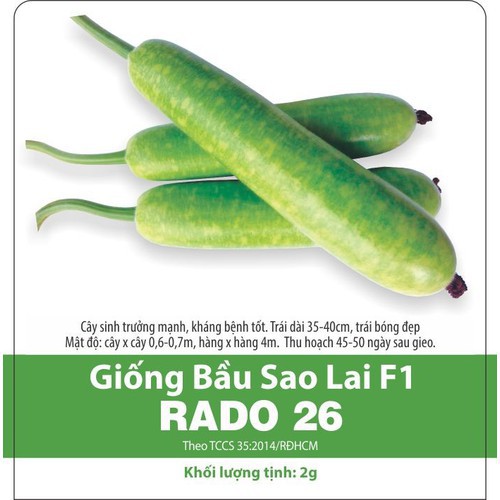 Cây sinh trưởng mạnh, kháng bệnh tốt. Trái dài 35-40cm, trái bóng đẹp
Mật độ: cây x cây 0,6-0,7m, hàng x hàng 4m. Thu hoạch 45-50 ngày sau gieo.
Giống Bầu Sao Lai F1
RADO 26
Theo TCCS 35:2014/RĐHCM
Khối lượng tịnh: 2g